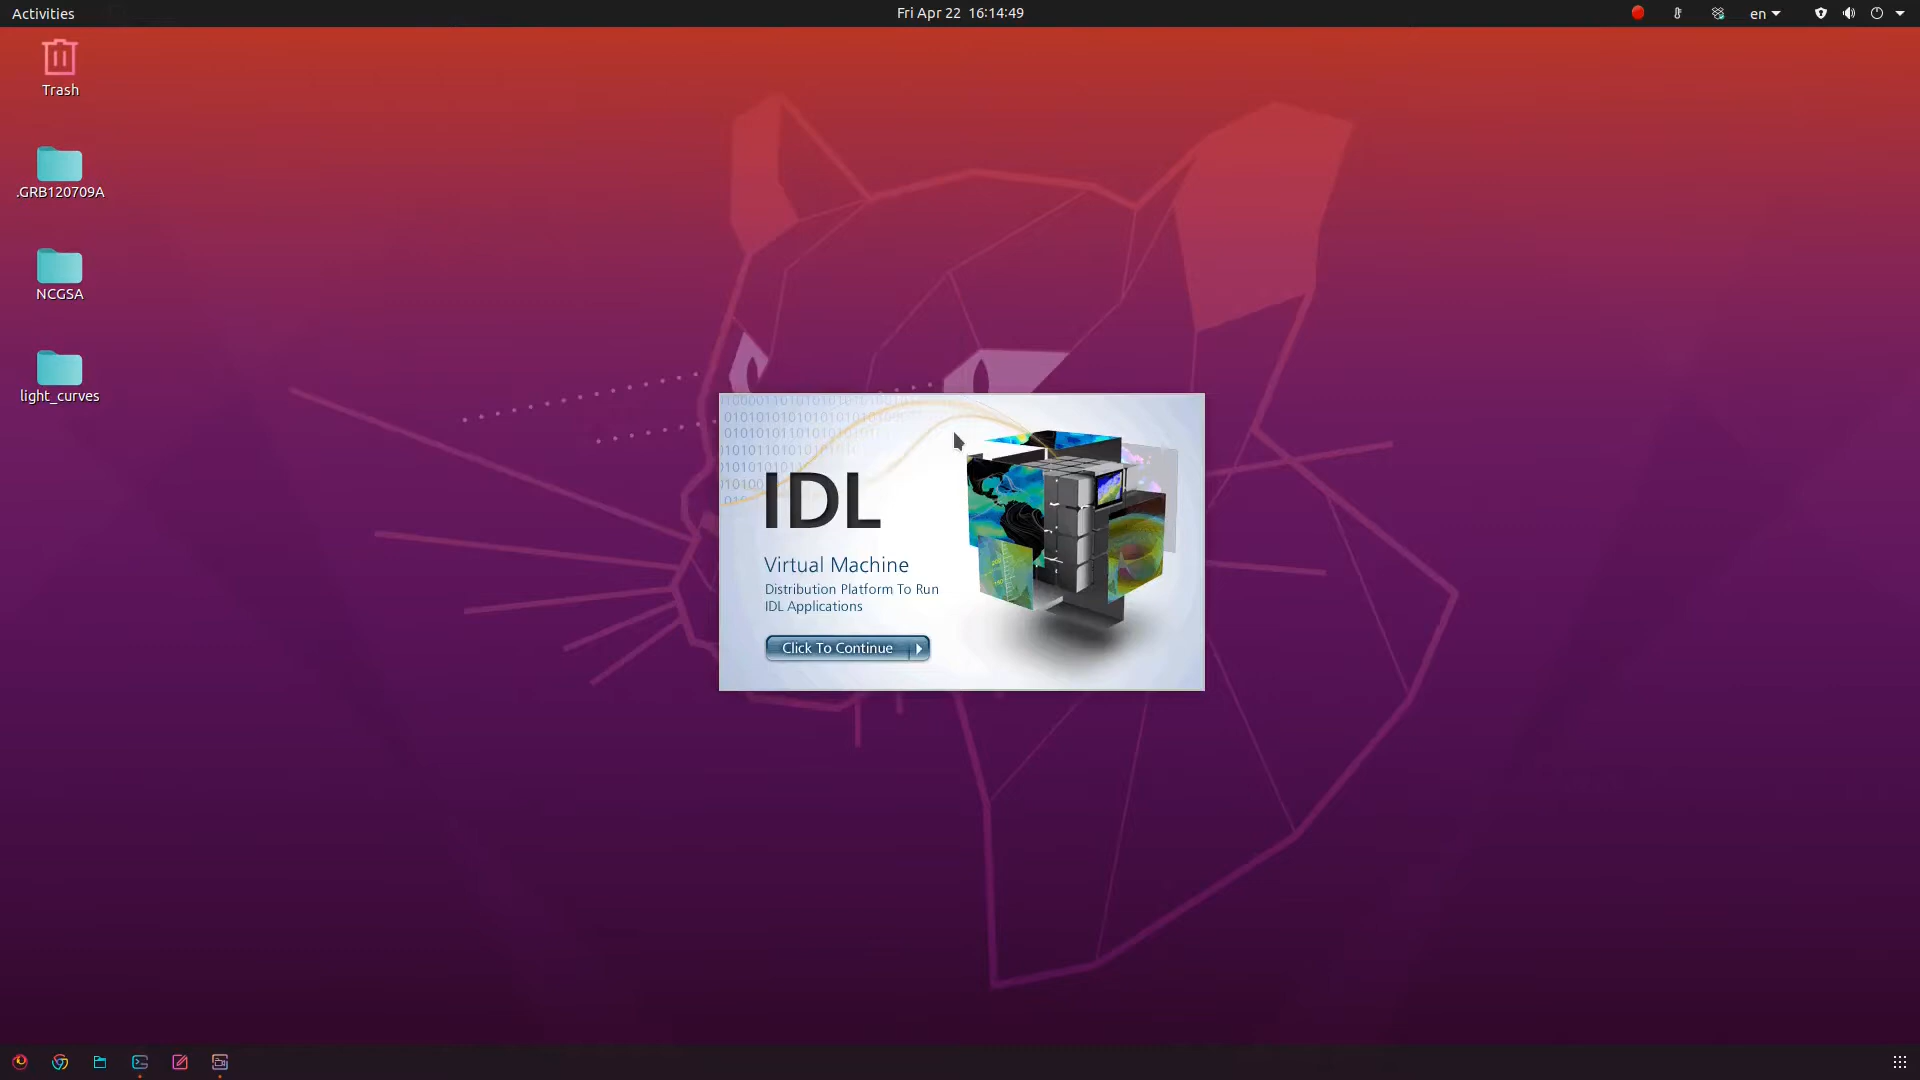 Activities
Fri Apr 22 16:14:49
en
Trash
.GRB120709A
NCGSA
light_curves
IDL
Virtual Machine
Distribution Platform To Run
IDL Applications
Click To Continue